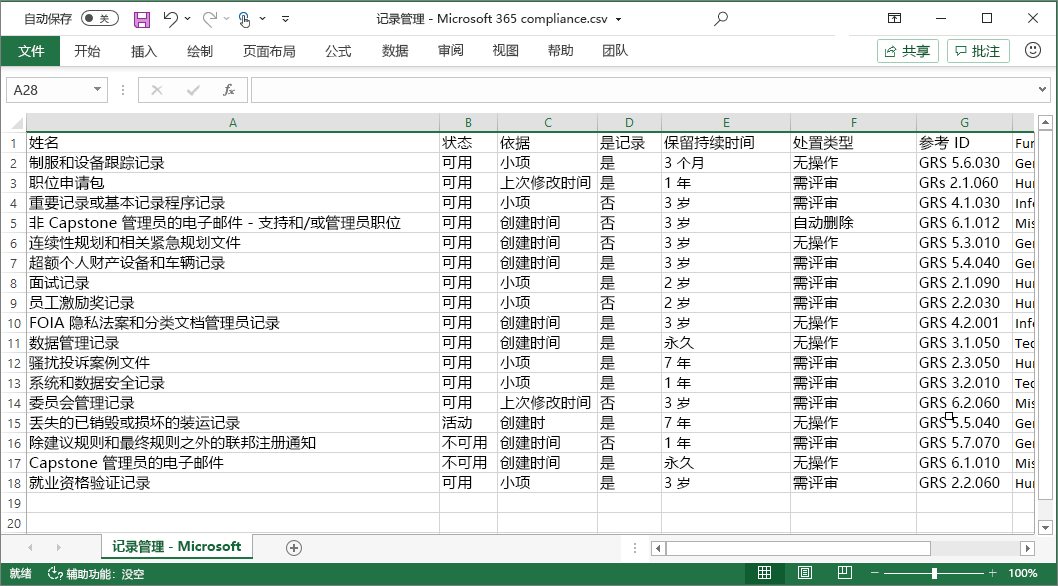 自动保存 关 记录管理 - Microsoft 365 compliance.csv
文件 开始 插入 绘制 页面布局 公式 数据 审阅 视图 帮助 团队 共享 批注
A28 fx
A B C D E F G
1 姓名 状态 依据 是记录 保留持续时间 处置类型 参考 ID Fur
2 制服和设备跟踪记录 可用 小项 是 3 个月 无操作 GRS 5.6.030 Ger
3 职位申请包 可用 上次修改时间 是 1 年 需评审 GRs 2.1.060 Hur
4 重要记录或基本记录程序记录 可用 小项 否 3 岁 需评审 GRS 4.1.030 Info
5 非 Capstone 管理员的电子邮件 - 支持和/或管理员职位 可用 创建时间 否 3 岁 自动删除 GRS 6.1.012 Mis
6 连续性规划和相关紧急规划文件 可用 创建时间 否 3 岁 无操作 GRS 5.3.010 Ger
7 超额个人财产设备和车辆记录 可用 创建时间 是 3 岁 需评审 GRS 5.4.040 Ger
8 面试记录 可用 小项 是 2 岁 需评审 GRS 2.1.090 Hur
9 员工激励奖记录 可用 小项 否 2 岁 需评审 GRS 2.2.030 Hur
10 FOIA 隐私法案和分类文档管理员记录 可用 创建时间 是 3 岁 无操作 GRS 4.2.001 Info
11 数据管理记录 可用 创建时间 是 永久 无操作 GRS 3.1.050 Tec
12 骚扰投诉案例文件 可用 小项 是 7 年 需评审 GRS 2.3.050 Hur
13 系统和数据安全记录 可用 小项 是 1 年 需评审 GRS 3.2.010 Tec
14 委员会管理记录 可用 上次修改时间 否 3 岁 需评审 GRS 6.2.060 Mis
15 丢失的已销毁或损坏的装运记录 活动 创建时 是 7 年 无操作 GRS 5.5.040 Ger
16 除建议规则和最终规则之外的联邦注册通知 不可用 创建时间 否 1 年 需评审 GRS 5.7.070 Ger
17 Capstone 管理员的电子邮件 不可用 创建时间 是 永久 无操作 GRS 6.1.010 Mis
18 就业资格验证记录 可用 小项 是 3 岁 需评审 GRS 2.2.060 Hur
19
20
记录管理 - Microsoft
就绪 辅助功能: 没空 100%